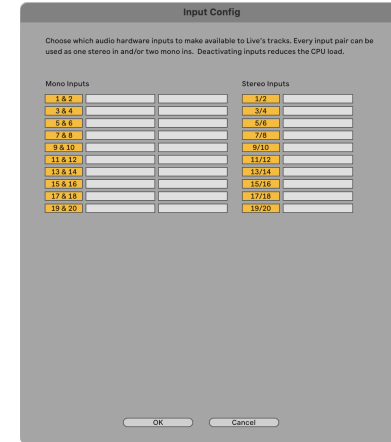 Input Config
Choose which audio hardware inputs to make available to Live's tracks. Every input pair can be
used as one stereo in and/or two mono ins. Deactivating inputs reduces the CPU load.
Mono Inputs Stereo Inputs
1 & 2 1/2
3 & 4 3/4
5 & 6 5/6
7 & 8 7/8
9 & 10 9/10
11 & 12 11/12
13 & 14 13/14
15 & 16 15/16
17 & 18 17/18
19 & 20 19/20
OK Cancel